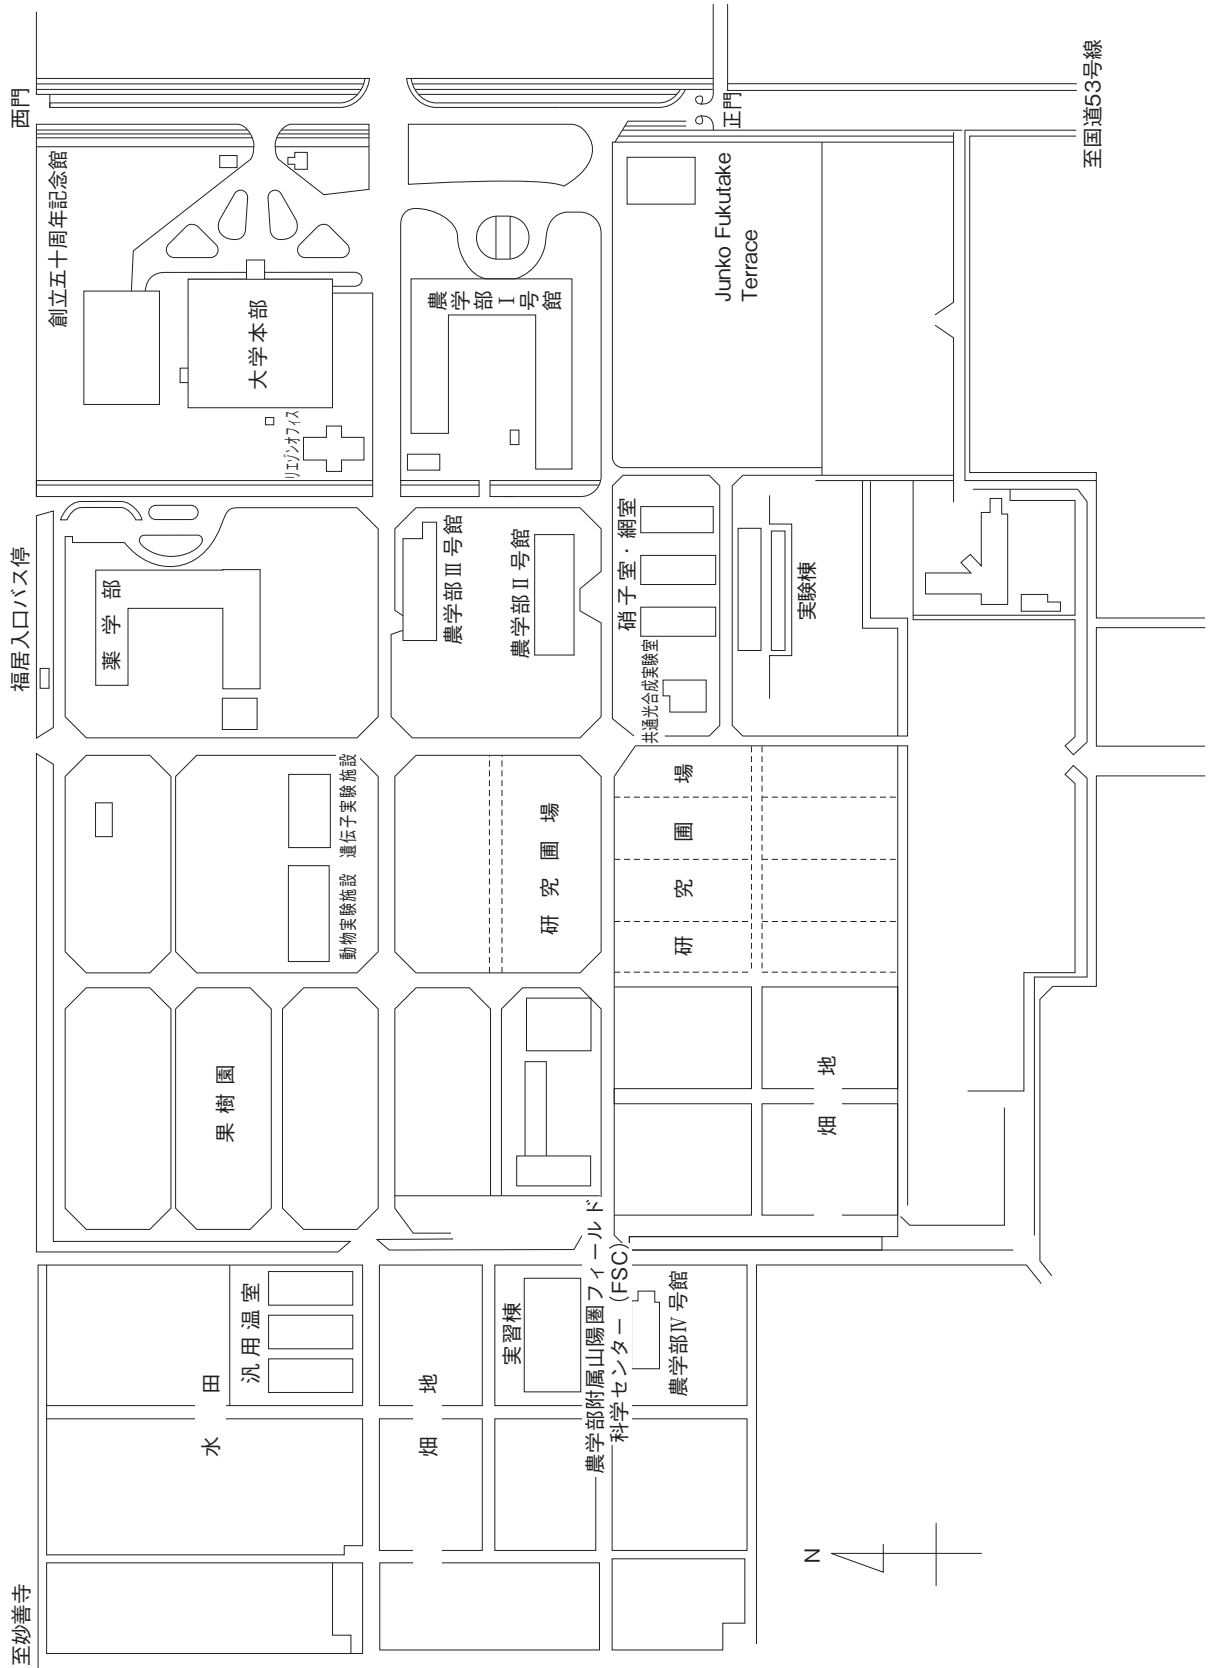 西門
福居入口バス停
至妙善寺
創立五十周年記念館
大学本部
リエゾンオフィス
農学部Ⅰ号館
正門
至国道53号線
Junko Fukutake
Terrace
薬学部
農学部Ⅲ号館
農学部Ⅱ号館
硝子室・網室
共通光合成実験室
実験棟
遺伝子実験施設
動物実験施設
研究圃場
研究圃場
果樹園
畑地
農学部附属山陽圏フィールド
科学センター (FSC)
汎用温室
水田
畑地
実習棟
農学部Ⅳ号館
N